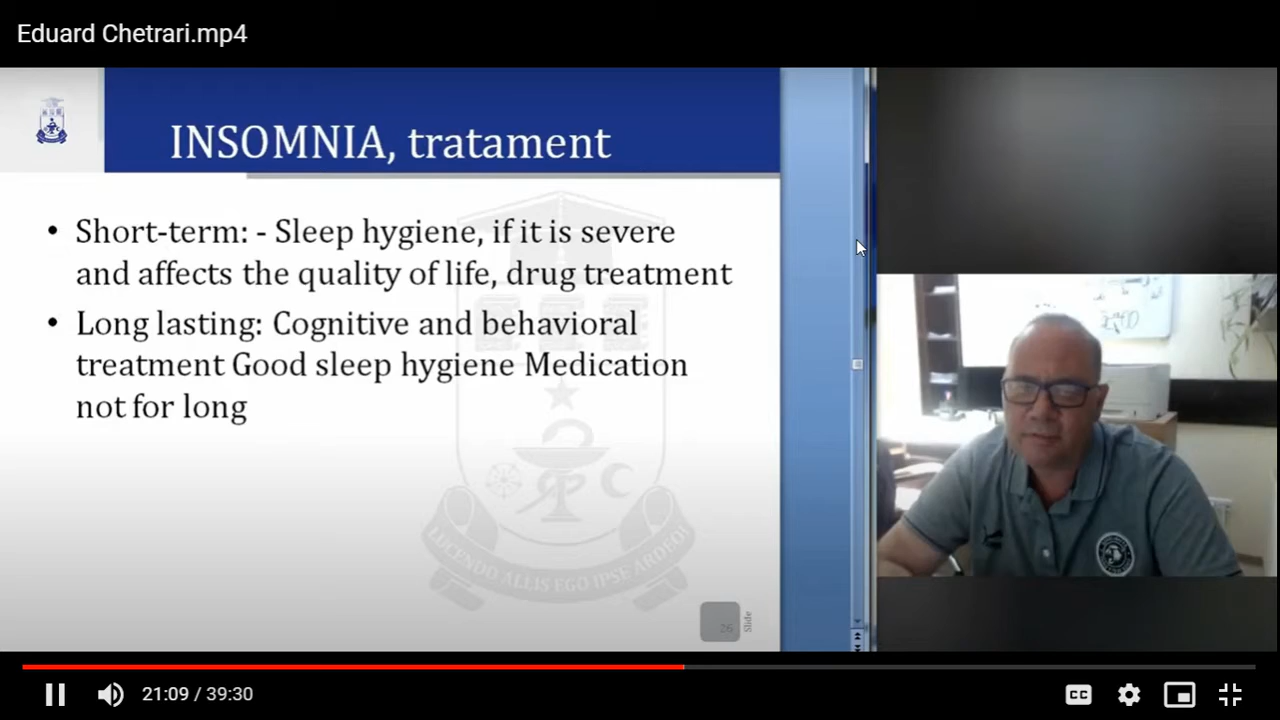 Eduard Chetrari.mp4
INSOMNIA, tratament
• Short-term: - Sleep hygiene, if it is severe
and affects the quality of life, drug treatment
• Long lasting: Cognitive and behavioral
treatment Good sleep hygiene Medication
not for long
LUCENDO ALLIS EGO IPSE ARDEO!
26
Slide
21:09 / 39:30
CC